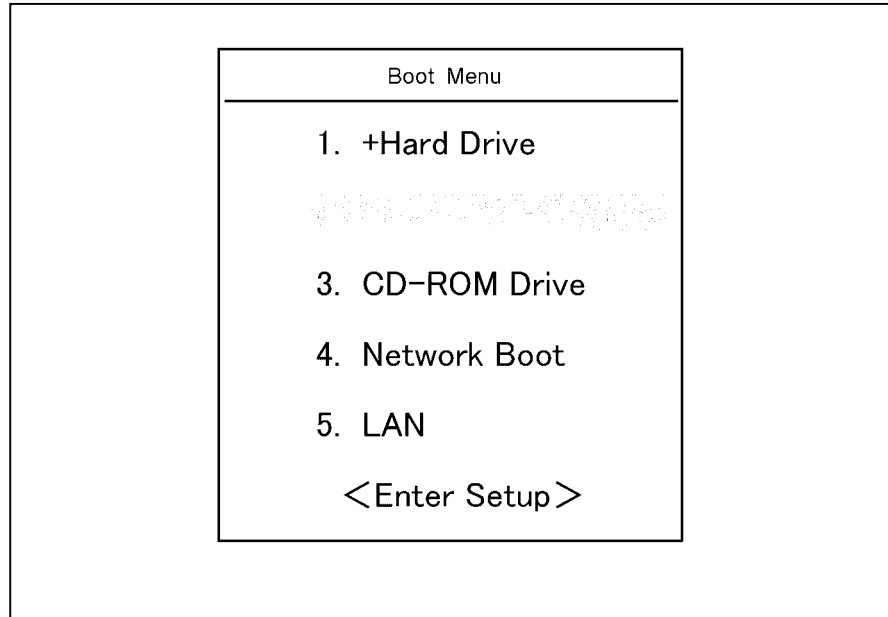 Boot Menu
1. +Hard Drive
3. CD-ROM Drive
4. Network Boot
5. LAN
<Enter Setup>